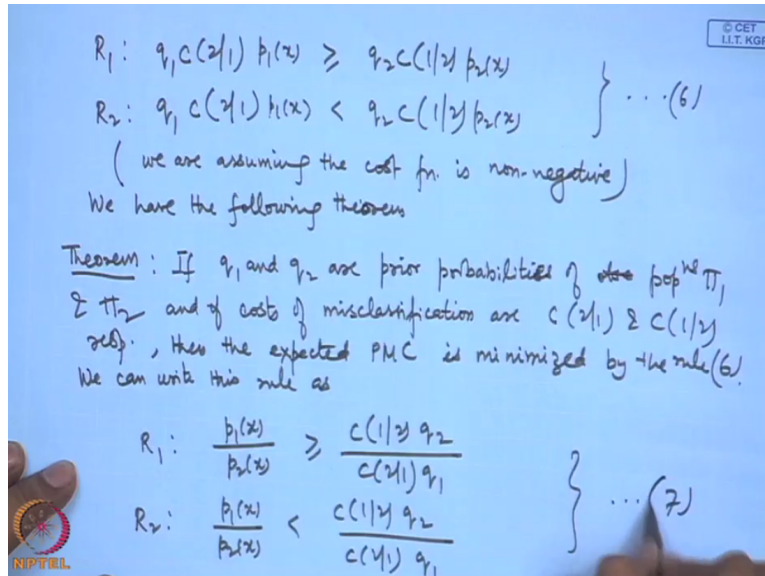 © CET
I.I.T. KGP
R₁: q₁ C(2/1) p₁(x) ≥ q₂ C(1/2) p₂(x)
R₂: q₁ C(2/1) p₁(x) < q₂ C(1/2) p₂(x)
} ...(6)
(we are assuming the cost fn. is non-negative)
We have the following theorem
Theorem: If q₁ and q₂ are prior probabilities of popⁿˢ π₁
& π₂ and if costs of misclassification are C(2/1) & C(1/2)
resp., then the expected PMC is minimized by the rule (6).
We can write this rule as
R₁: p₁(x)/p₂(x) ≥ C(1/2) q₂ / C(2/1) q₁
R₂: p₁(x)/p₂(x) < C(1/2) q₂ / C(2/1) q₁
} ...(7)
NPTEL